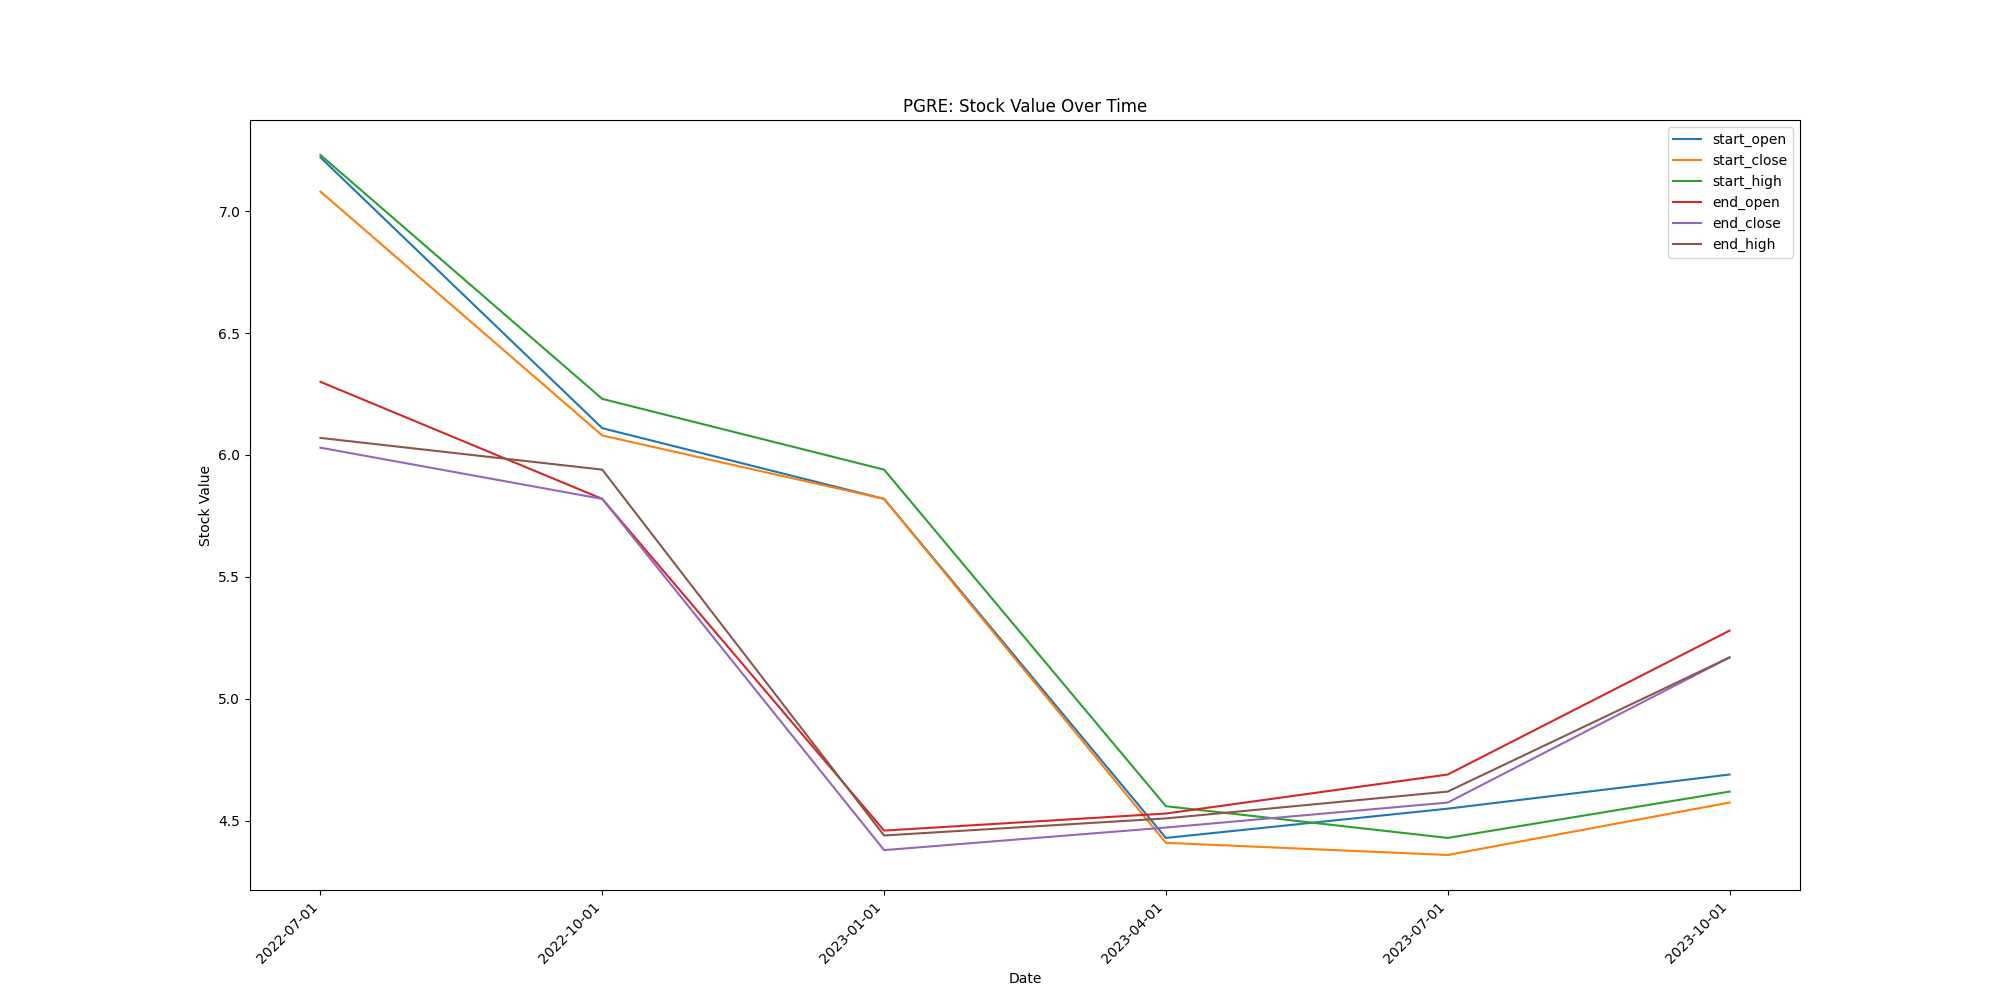 PGRE: Stock Value Over Time
start_open
start_close
start_high
end_open
end_close
end_high
7.0
6.5
6.0
5.5
5.0
4.5
Stock Value
2022-07-01
2022-10-01
2023-01-01
2023-04-01
2023-07-01
2023-10-01
Date